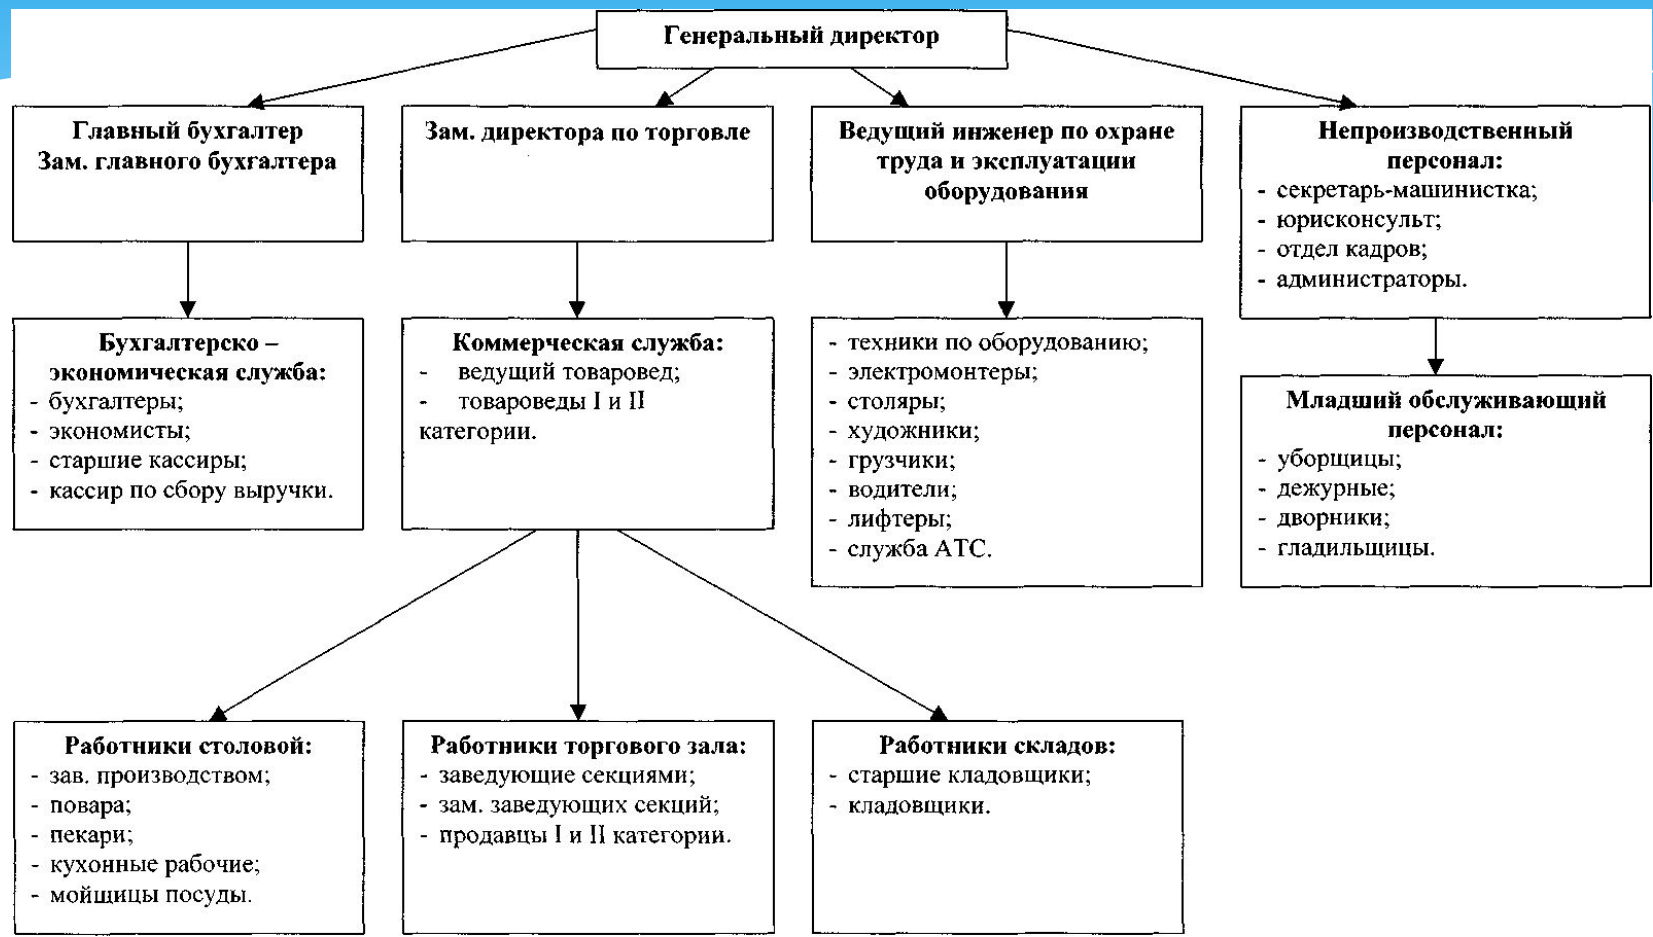 Генеральный директор
Главный бухгалтер
Зам. главного бухгалтера
Зам. директора по торговле
Ведущий инженер по охране
труда и эксплуатации
оборудования
Непроизводственный
персонал:
- секретарь-машинистка;
- юрисконсульт;
- отдел кадров;
- администраторы.
Бухгалтерско –
экономическая служба:
- бухгалтеры;
- экономисты;
- старшие кассиры;
- кассир по сбору выручки.
Коммерческая служба:
- ведущий товаровед;
- товароведы I и II
категории.
- техники по оборудованию;
- электромонтеры;
- столяры;
- художники;
- грузчики;
- водители;
- лифтеры;
- служба АТС.
Младший обслуживающий
персонал:
- уборщицы;
- дежурные;
- дворники;
- гладильщицы.
Работники столовой:
- зав. производством;
- повара;
- пекари;
- кухонные рабочие;
- мойщицы посуды.
Работники торгового зала:
- заведующие секциями;
- зам. заведующих секций;
- продавцы I и II категории.
Работники складов:
- старшие кладовщики;
- кладовщики.